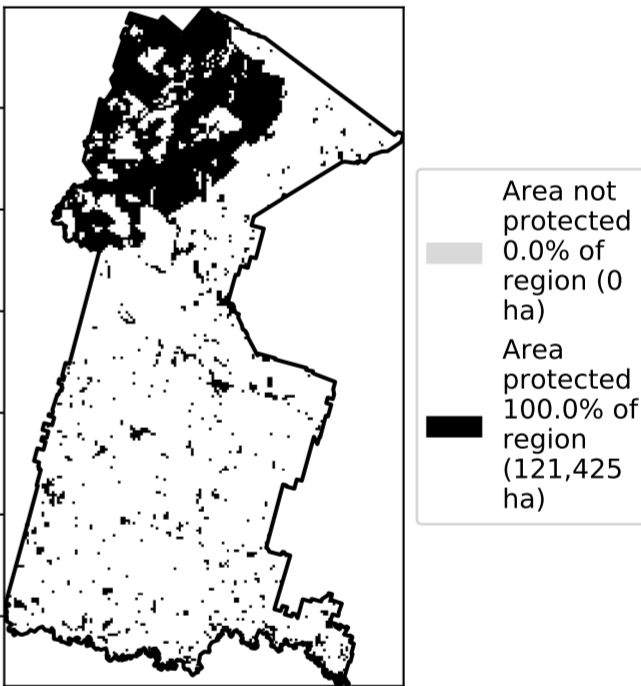 Area not
protected
0.0% of
region (0
ha)
Area
protected
100.0% of
region
(121,425
ha)